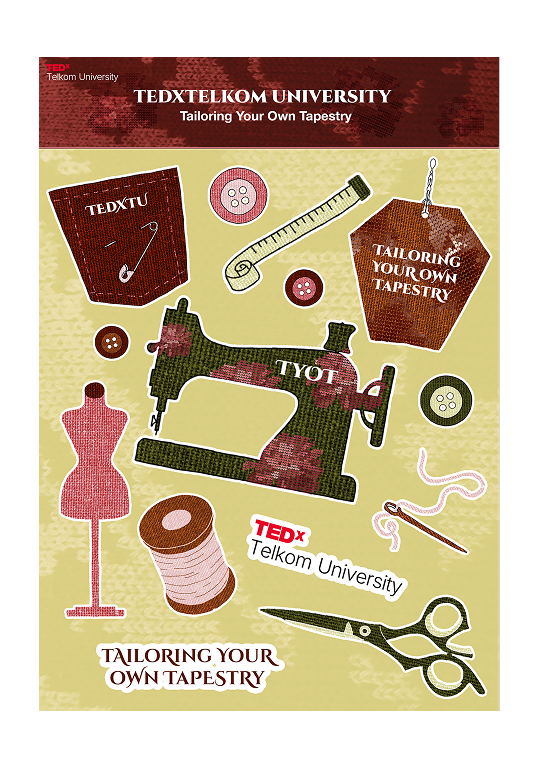 TEDx
Telkom University
TEDXTELKOM UNIVERSITY
Tailoring Your Own Tapestry
TEDXTU
TAILORING
YOUR OWN
TAPESTRY
TYOT
TEDx
Telkom University
TAILORING YOUR
OWN TAPESTRY